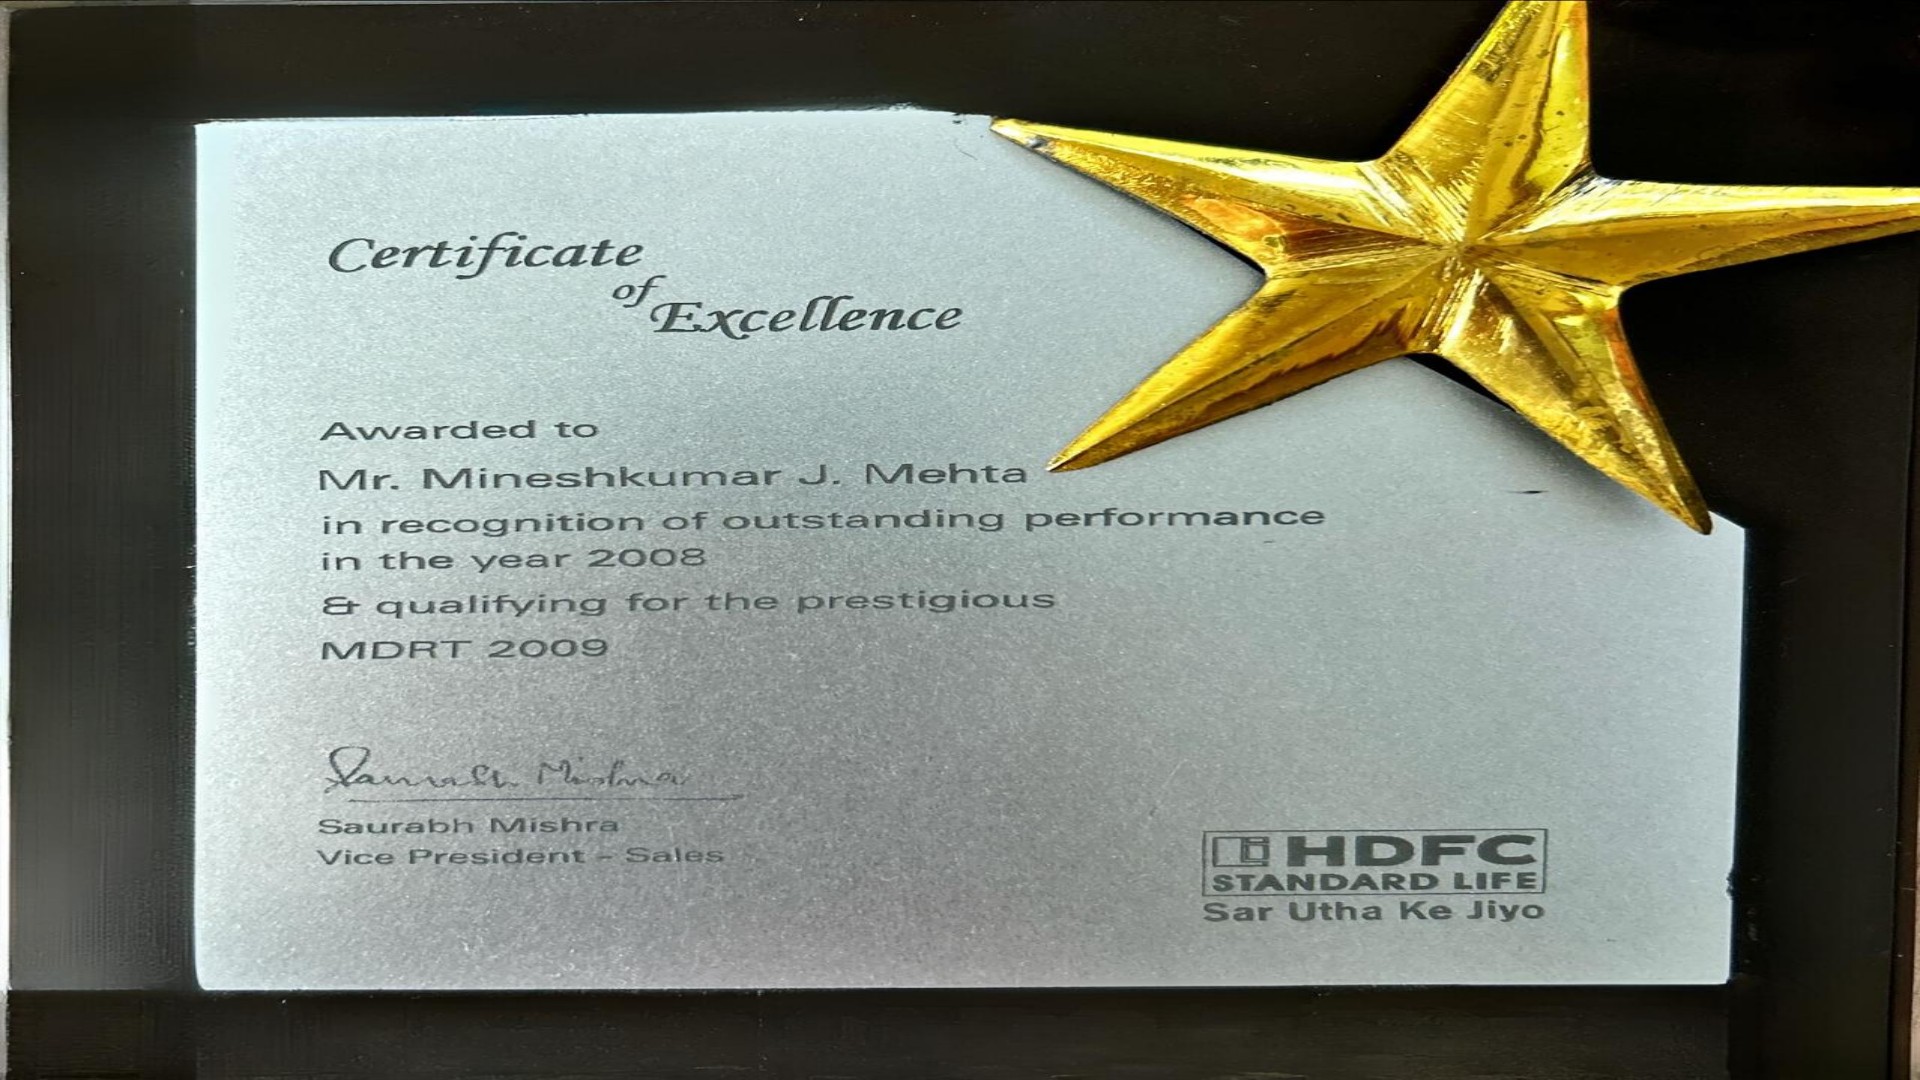 Certificate
of
Excellence
Awarded to
Mr. Mineshkumar J. Mehta
in recognition of outstanding performance
in the year 2008
& qualifying for the prestigious
MDRT 2009
Saurabh Mishra
Saurabh Mishra
Vice President - Sales
HDFC
STANDARD LIFE
Sar Utha Ke Jiyo